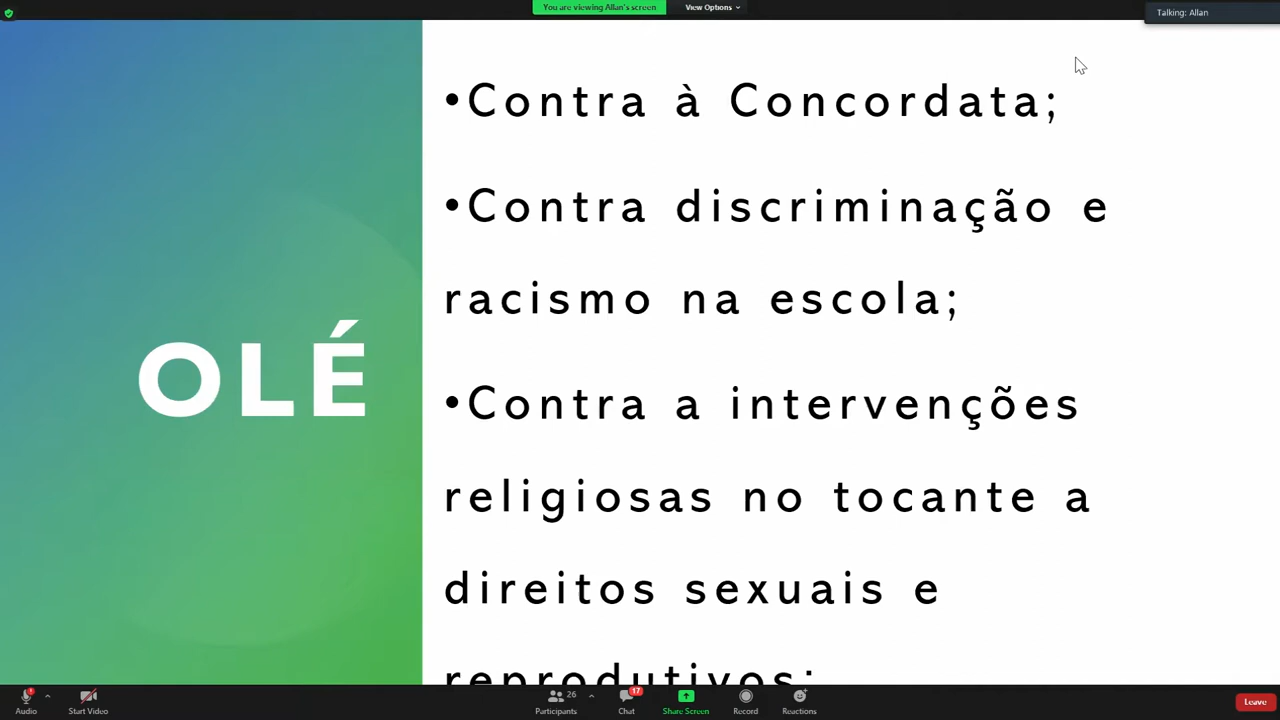 You are viewing Allan's screen
View Options
Talking: Allan
•Contra à Concordata;
•Contra discriminação e
racismo na escola;
OLÉ
•Contra a intervenções
religiosas no tocante a
direitos sexuais e
reprodutivos;
Audio
Start Video
Participants
26
Chat
17
Share Screen
Record
Reactions
Leave